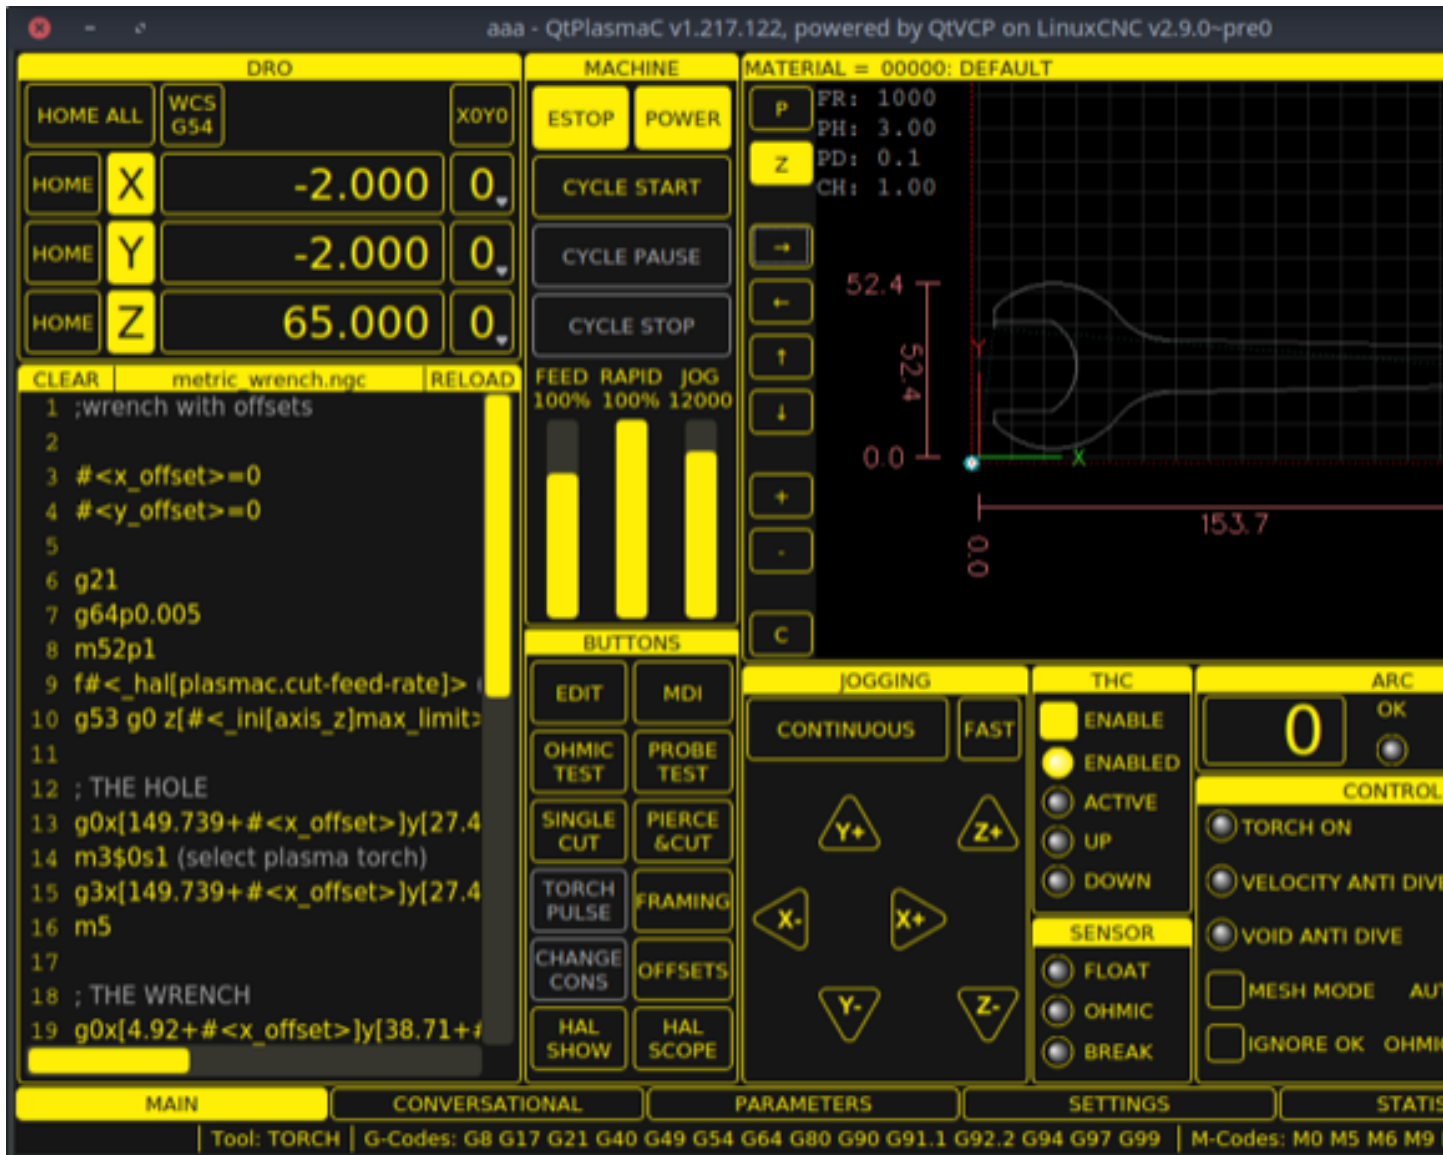 aaa - QtPlasmaC v1.217.122, powered by QtVCP on LinuxCNC v2.9.0~pre0
DRO
HOME ALL
WCS
G54
X0Y0
HOME X -2.000 0
HOME Y -2.000 0
HOME Z 65.000 0
CLEAR metric_wrench.ngc RELOAD
1 ;wrench with offsets
2
3 #<x_offset>=0
4 #<y_offset>=0
5
6 g21
7 g64p0.005
8 m52p1
9 f#<_hal[plasmac.cut-feed-rate]> (
10 g53 g0 z[#<_ini[axis_z]max_limit>
11
12 ; THE HOLE
13 g0x[149.739+#<x_offset>]y[27.4
14 m3$0s1 (select plasma torch)
15 g3x[149.739+#<x_offset>]y[27.4
16 m5
17
18 ; THE WRENCH
19 g0x[4.92+#<x_offset>]y[38.71+#
MACHINE
ESTOP POWER
CYCLE START
CYCLE PAUSE
CYCLE STOP
FEED RAPID JOG
100% 100% 12000
BUTTONS
EDIT
MDI
OHMIC
TEST
PROBE
TEST
SINGLE
CUT
PIERCE
&CUT
TORCH
PULSE
FRAMING
CHANGE
CONS
OFFSETS
HAL
SHOW
HAL
SCOPE
MATERIAL = 00000: DEFAULT
P
Z
→
←
↑
↓
+
-
C
FR: 1000
PH: 3.00
PD: 0.1
CH: 1.00
52.4
52.4
0.0
Y
X
153.7
0.0
JOGGING
CONTINUOUS FAST
Y+ Z+
X- X+
Y- Z-
THC
ENABLE
ENABLED
ACTIVE
UP
DOWN
SENSOR
FLOAT
OHMIC
BREAK
ARC
0
OK
CONTROL
TORCH ON
VELOCITY ANTI DIVE
VOID ANTI DIVE
MESH MODE AUT
IGNORE OK OHMIC
MAIN CONVERSATIONAL PARAMETERS SETTINGS STATIS
Tool: TORCH G-Codes: G8 G17 G21 G40 G49 G54 G64 G80 G90 G91.1 G92.2 G94 G97 G99 M-Codes: M0 M5 M6 M9